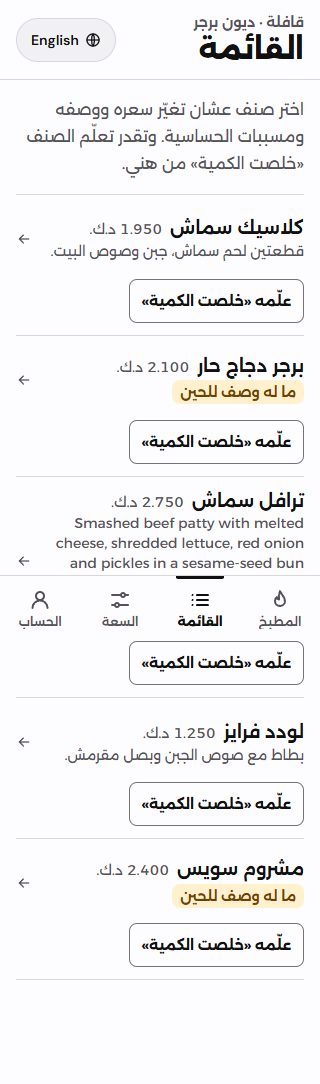 قافلة · ديون برجر
القائمة
English
اختر صنف عشان تغيّر سعره ووصفه
ومسببات الحساسية. وتقدر تعلّم الصنف
«خلصت الكمية» من هني.
كلاسيك سماش 1.950 د.ك.
قطعتين لحم سماش، جبن وصوص البيت.
علّمه «خلصت الكمية»
برجر دجاج حار 2.100 د.ك.
ما له وصف للحين
علّمه «خلصت الكمية»
ترافل سماش 2.750 د.ك.
Smashed beef patty with melted
cheese, shredded lettuce, red onion
and pickles in a sesame-seed bun
المطبخ
القائمة
السعة
الحساب
علّمه «خلصت الكمية»
لودد فرايز 1.250 د.ك.
بطاط مع صوص الجبن وبصل مقرمش.
علّمه «خلصت الكمية»
مشروم سويس 2.400 د.ك.
ما له وصف للحين
علّمه «خلصت الكمية»